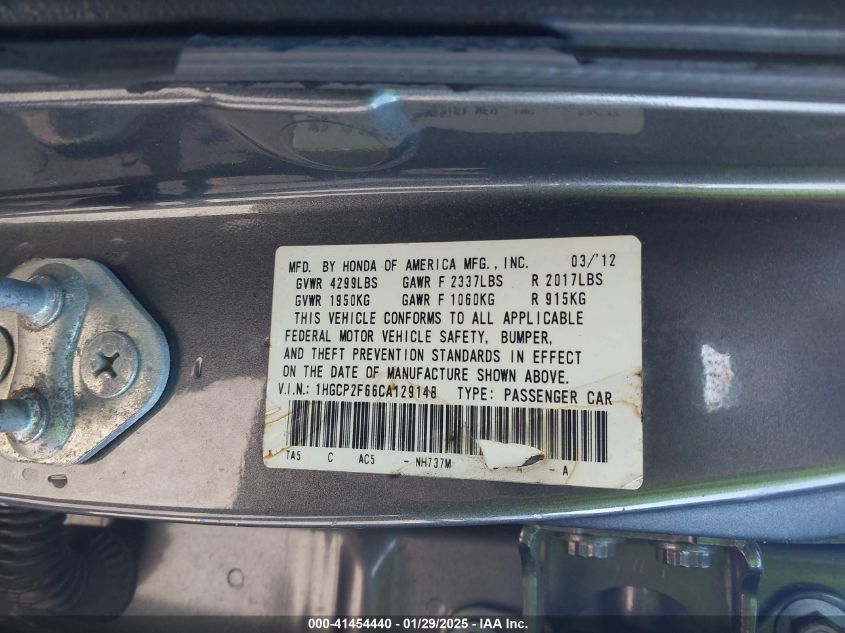 MFD. BY HONDA OF AMERICA MFG., INC. 03/'12
GVWR 4299LBS GAWR F 2337LBS R 2017LBS
GVWR 1950KG GAWR F 1060KG R 915KG
THIS VEHICLE CONFORMS TO ALL APPLICABLE
FEDERAL MOTOR VEHICLE SAFETY, BUMPER,
AND THEFT PREVENTION STANDARDS IN EFFECT
ON THE DATE OF MANUFACTURE SHOWN ABOVE.
V.I.N.: 1HGCP2F66CA129148 TYPE: PASSENGER CAR
TA5 C AC5 - NH737M - A
000-41454440 - 01/29/2025 - IAA Inc.